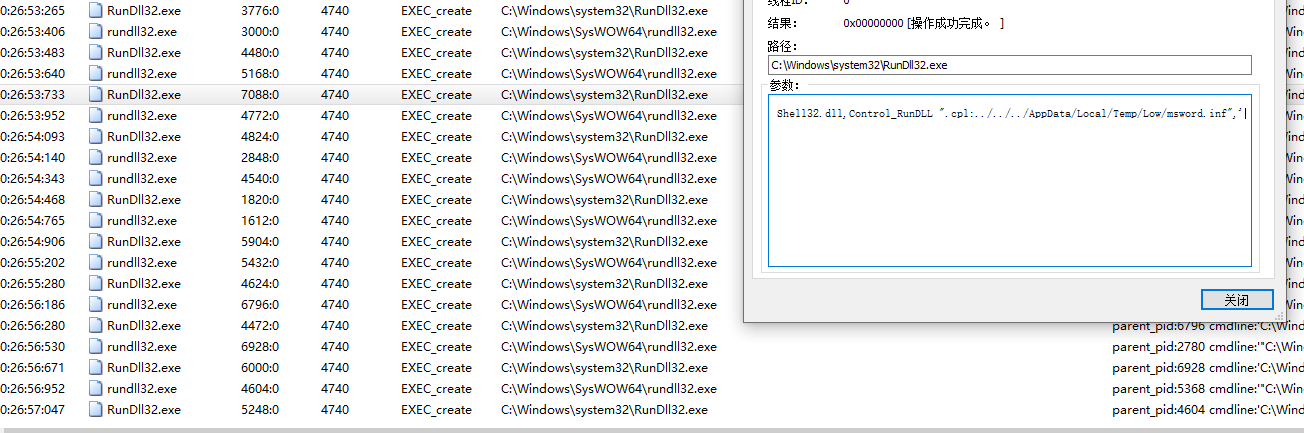 0:26:53:265 RunDll32.exe 3776:0 4740 EXEC_create C:\Windows\system32\RunDll32.exe
0:26:53:406 rundll32.exe 3000:0 4740 EXEC_create C:\Windows\SysWOW64\rundll32.exe
0:26:53:483 RunDll32.exe 4480:0 4740 EXEC_create C:\Windows\system32\RunDll32.exe
0:26:53:640 rundll32.exe 5168:0 4740 EXEC_create C:\Windows\SysWOW64\rundll32.exe
0:26:53:733 RunDll32.exe 7088:0 4740 EXEC_create C:\Windows\system32\RunDll32.exe
0:26:53:952 rundll32.exe 4772:0 4740 EXEC_create C:\Windows\SysWOW64\rundll32.exe
0:26:54:093 RunDll32.exe 4824:0 4740 EXEC_create C:\Windows\system32\RunDll32.exe
0:26:54:140 rundll32.exe 2848:0 4740 EXEC_create C:\Windows\SysWOW64\rundll32.exe
0:26:54:343 rundll32.exe 4540:0 4740 EXEC_create C:\Windows\SysWOW64\rundll32.exe
0:26:54:468 RunDll32.exe 1820:0 4740 EXEC_create C:\Windows\system32\RunDll32.exe
0:26:54:765 rundll32.exe 1612:0 4740 EXEC_create C:\Windows\SysWOW64\rundll32.exe
0:26:54:906 RunDll32.exe 5904:0 4740 EXEC_create C:\Windows\system32\RunDll32.exe
0:26:55:202 rundll32.exe 5432:0 4740 EXEC_create C:\Windows\SysWOW64\rundll32.exe
0:26:55:280 RunDll32.exe 4624:0 4740 EXEC_create C:\Windows\system32\RunDll32.exe
0:26:56:186 rundll32.exe 6796:0 4740 EXEC_create C:\Windows\SysWOW64\rundll32.exe
0:26:56:280 RunDll32.exe 4472:0 4740 EXEC_create C:\Windows\system32\RunDll32.exe parent_pid:6796 cmdline:'C:\Win
0:26:56:530 rundll32.exe 6928:0 4740 EXEC_create C:\Windows\SysWOW64\rundll32.exe parent_pid:2780 cmdline:'"C:\Win
0:26:56:671 RunDll32.exe 6000:0 4740 EXEC_create C:\Windows\system32\RunDll32.exe parent_pid:6928 cmdline:'C:\Win
0:26:56:952 rundll32.exe 4604:0 4740 EXEC_create C:\Windows\SysWOW64\rundll32.exe parent_pid:5368 cmdline:'"C:\Win
0:26:57:047 RunDll32.exe 5248:0 4740 EXEC_create C:\Windows\system32\RunDll32.exe parent_pid:4604 cmdline:'C:\Win
线程ID: 0
结果: 0x00000000 [操作成功完成。 ]
路径:
C:\Windows\system32\RunDll32.exe
参数:
Shell32.dll,Control_RunDLL ".cpl:../../../AppData/Local/Temp/Low/msword.inf",
关闭